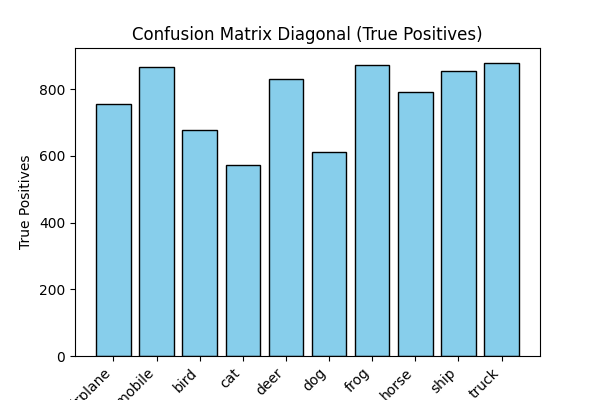 Confusion Matrix Diagonal (True Positives)
True Positives
800
600
400
200
0
rplane
mobile
bird
cat
deer
dog
frog
horse
ship
truck